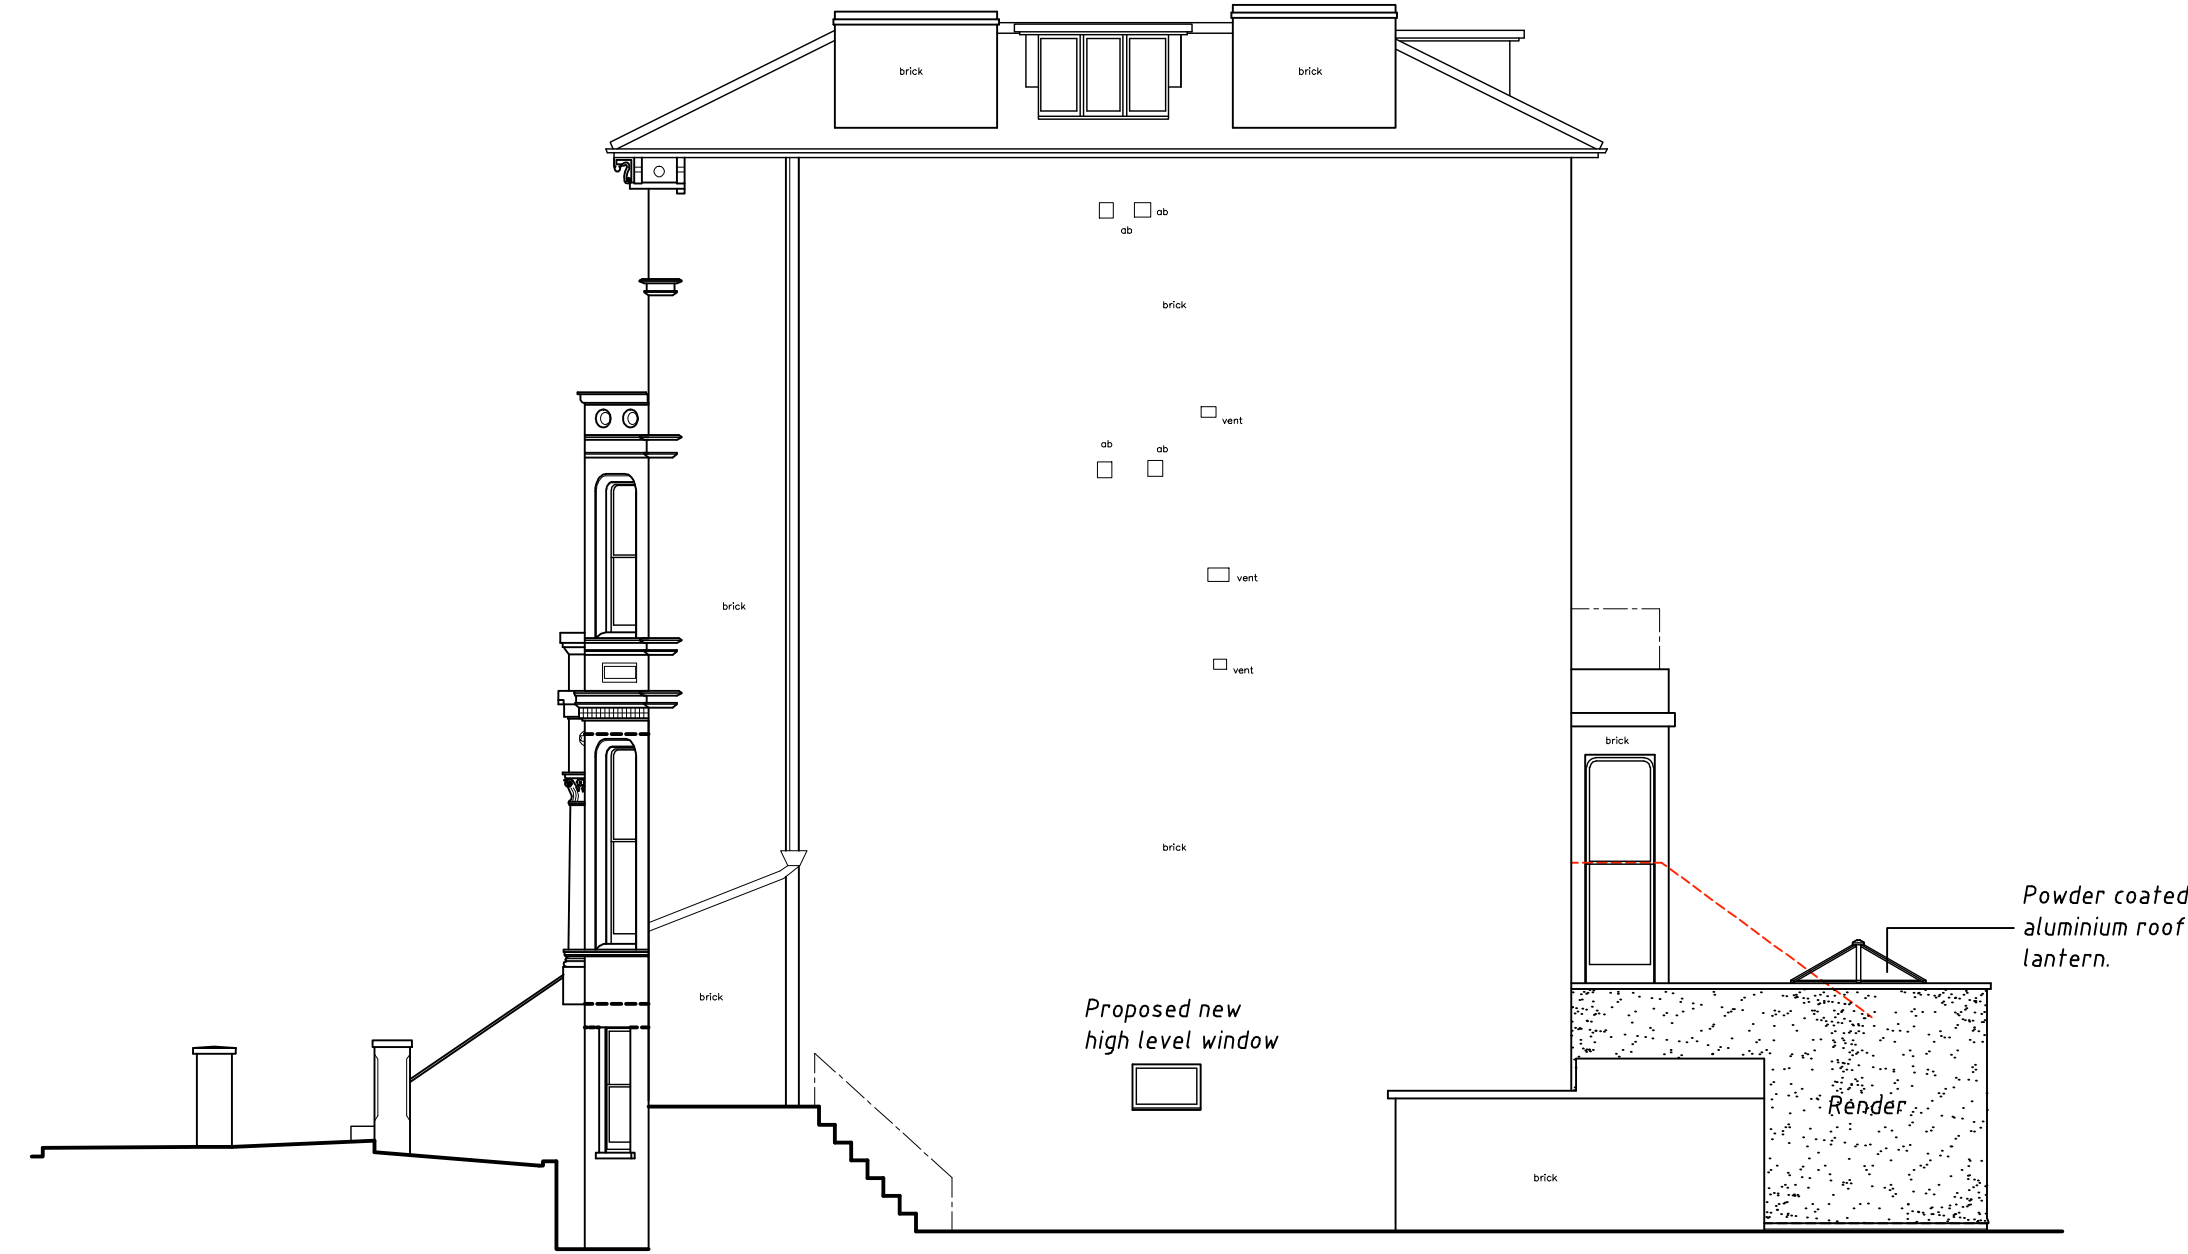 brick
brick
ab
ab
brick
vent
ab
ab
vent
brick
vent
brick
brick
Powder coated
aluminium roof
lantern.
brick
Proposed new
high level window
Render
brick